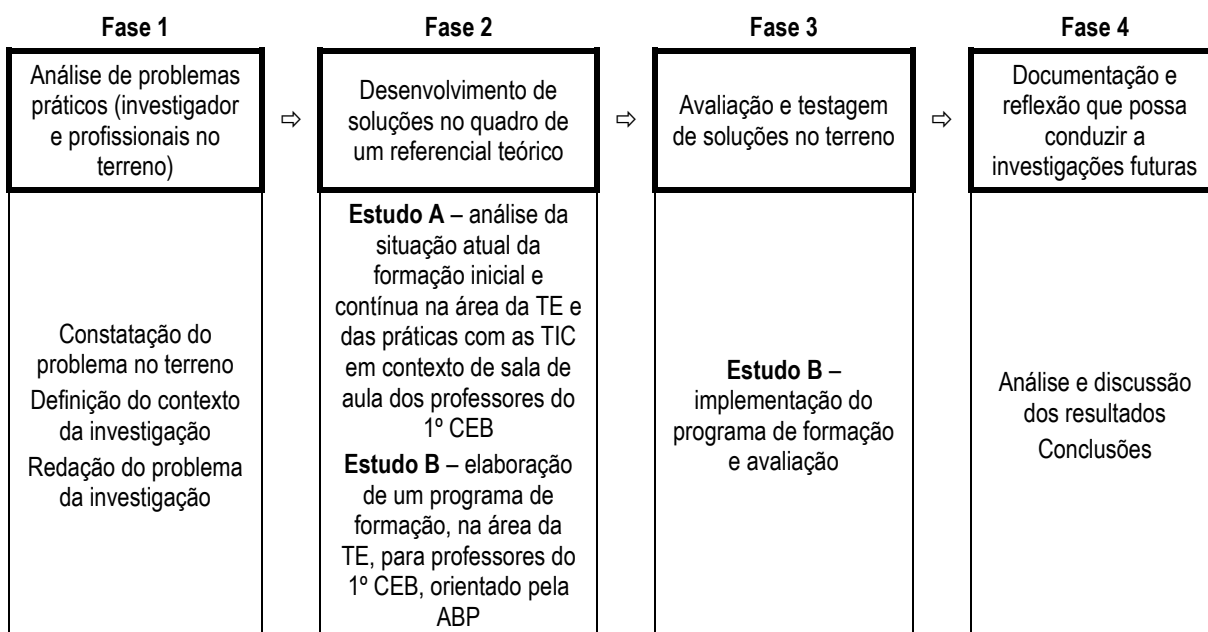 Fase 1
Fase 2
Fase 3
Fase 4
Análise de problemas
práticos (investigador
e profissionais no
terreno)
⇨
Desenvolvimento de
soluções no quadro de
um referencial teórico
⇨
Avaliação e testagem
de soluções no terreno
⇨
Documentação e
reflexão que possa
conduzir a
investigações futuras
Constatação do
problema no terreno
Definição do contexto
da investigação
Redação do problema
da investigação
Estudo A – análise da
situação atual da
formação inicial e
contínua na área da TE e
das práticas com as TIC
em contexto de sala de
aula dos professores do
1º CEB
Estudo B – elaboração
de um programa de
formação, na área da
TE, para professores do
1º CEB, orientado pela
ABP
Estudo B –
implementação do
programa de formação
e avaliação
Análise e discussão
dos resultados
Conclusões